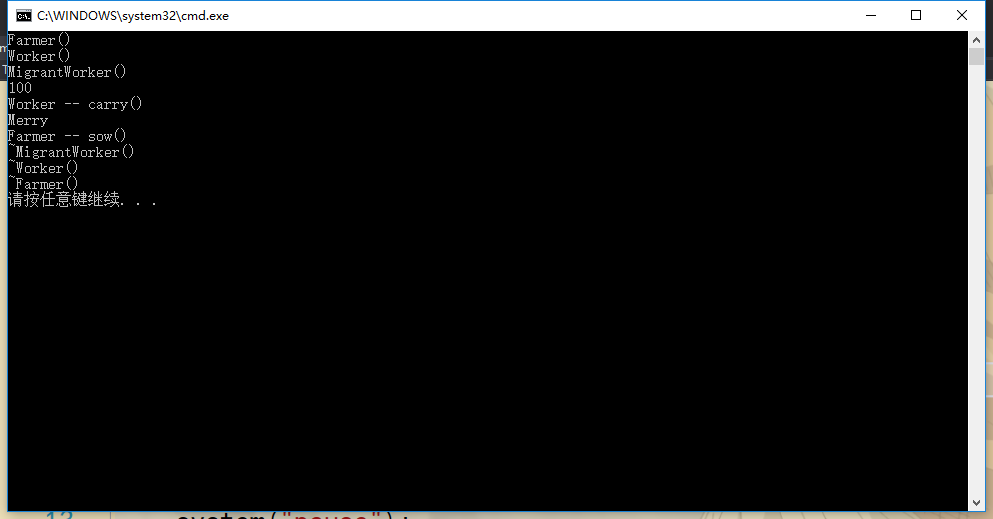 C:\WINDOWS\system32\cmd.exe
Farmer()
Worker()
MigrantWorker()
100
Worker -- carry()
Merry
Farmer -- sow()
~MigrantWorker()
~Worker()
~Farmer()
请按任意键继续. . .
system("pause");